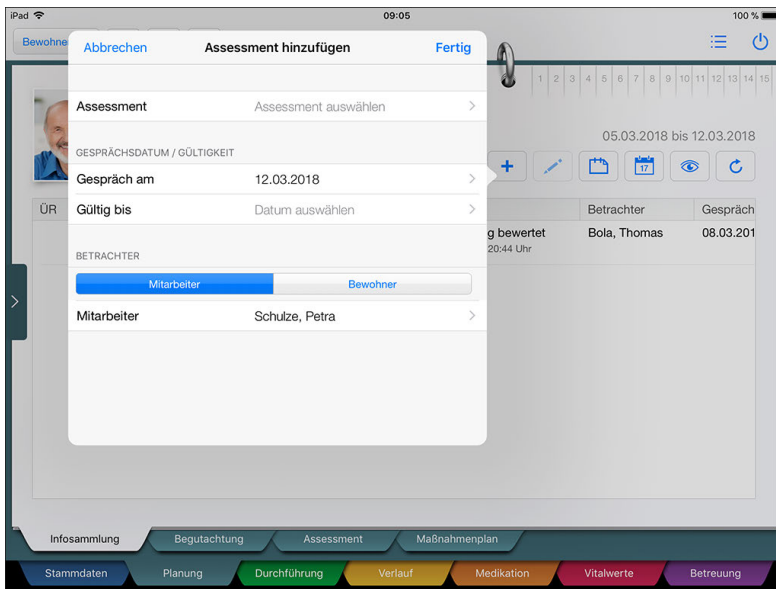 iPad 09:05 100 %
Bewohne
Abbrechen Assessment hinzufügen Fertig
1 2 3 4 5 6 7 8 9 10 11 12 13 14 15
Assessment Assessment auswählen
05.03.2018 bis 12.03.2018
GESPRÄCHSDATUM / GÜLTIGKEIT
17
Gespräch am 12.03.2018
ÜR Gültig bis Datum auswählen Betrachter Gespräch
g bewertet Bola, Thomas 08.03.201
20:44 Uhr
BETRACHTER
Mitarbeiter Bewohner
Mitarbeiter Schulze, Petra
Infosammlung Begutachtung Assessment Maßnahmenplan
Stammdaten Planung Durchführung Verlauf Medikation Vitalwerte Betreuung